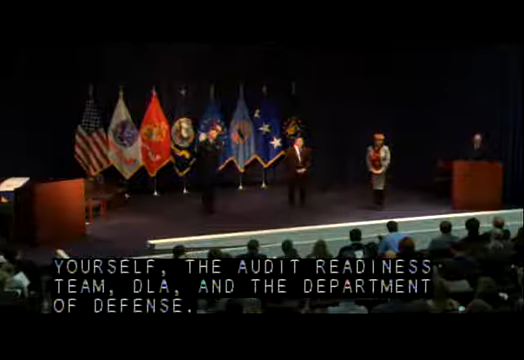 YOURSELF, THE AUDIT READINESS
TEAM, DLA, AND THE DEPARTMENT
OF DEFENSE.